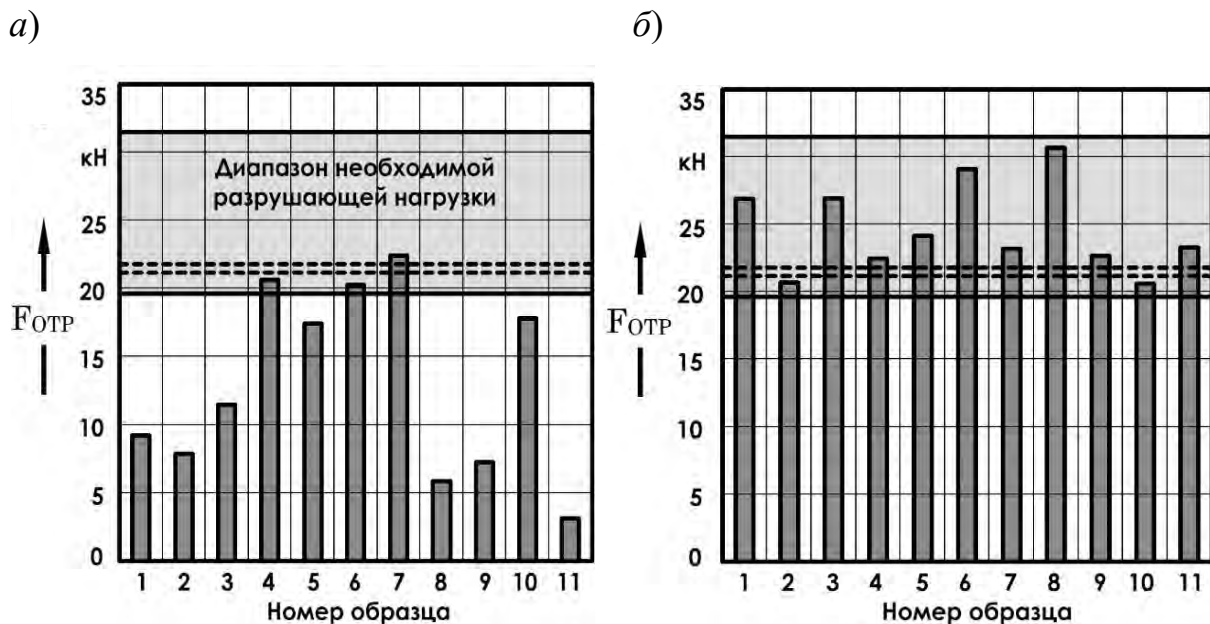 а)
35
кН
25
20
15
10
5
0
Fотр
Диапазон необходимой
разрушающей нагрузки
1 2 3 4 5 6 7 8 9 10 11
Номер образца
б)
35
кН
25
20
15
10
5
0
Fотр
1 2 3 4 5 6 7 8 9 10 11
Номер образца